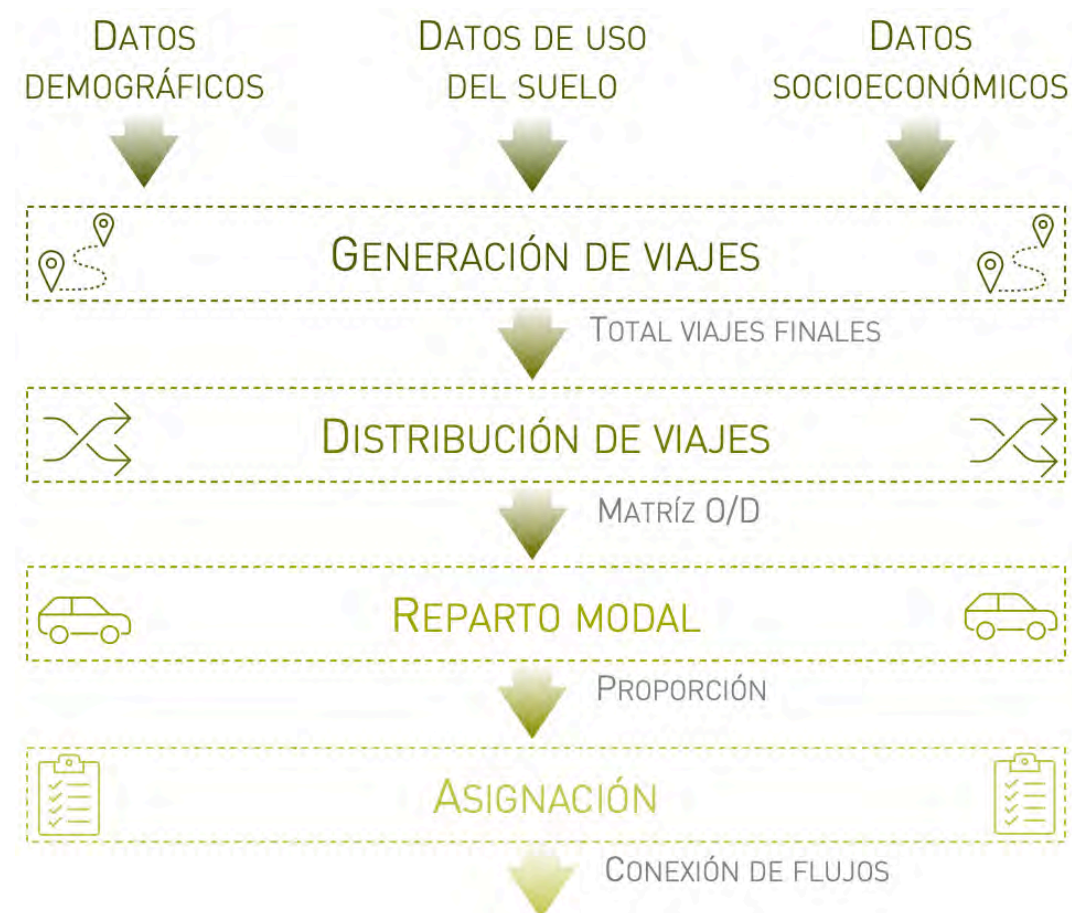 DATOS
DEMOGRÁFICOS
DATOS DE USO
DEL SUELO
DATOS
SOCIOECONÓMICOS
GENERACIÓN DE VIAJES
TOTAL VIAJES FINALES
DISTRIBUCIÓN DE VIAJES
MATRÍZ O/D
REPARTO MODAL
PROPORCIÓN
ASIGNACIÓN
CONEXIÓN DE FLUJOS